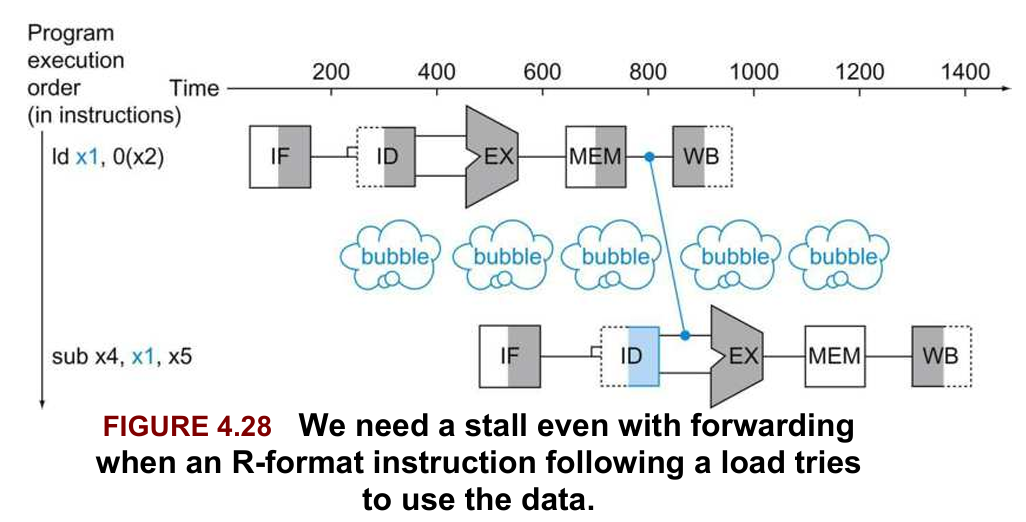 Program
execution
order
(in instructions)
Time
200 400 600 800 1000 1200 1400
ld x1, 0(x2)
IF ID EX MEM WB
bubble bubble bubble bubble bubble
sub x4, x1, x5
IF ID EX MEM WB
FIGURE 4.28 We need a stall even with forwarding
when an R-format instruction following a load tries
to use the data.